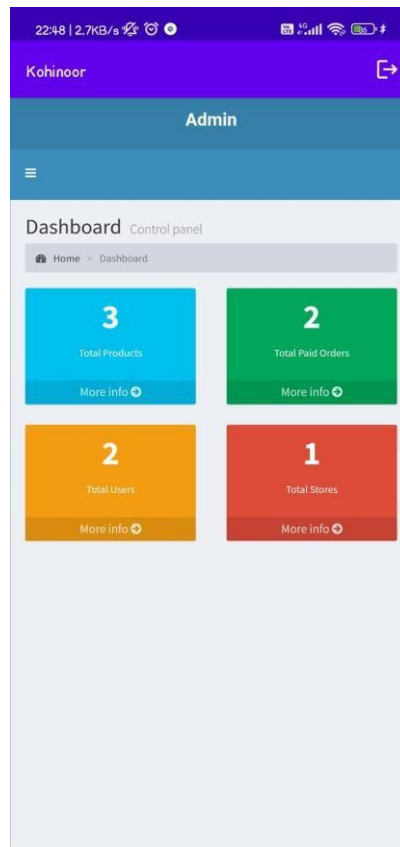 22:48 | 2.7KB/s
Kohinoor
Admin
Dashboard Control panel
Home > Dashboard
3
Total Products
More info
2
Total Paid Orders
More info
2
Total Users
More info
1
Total Stores
More info